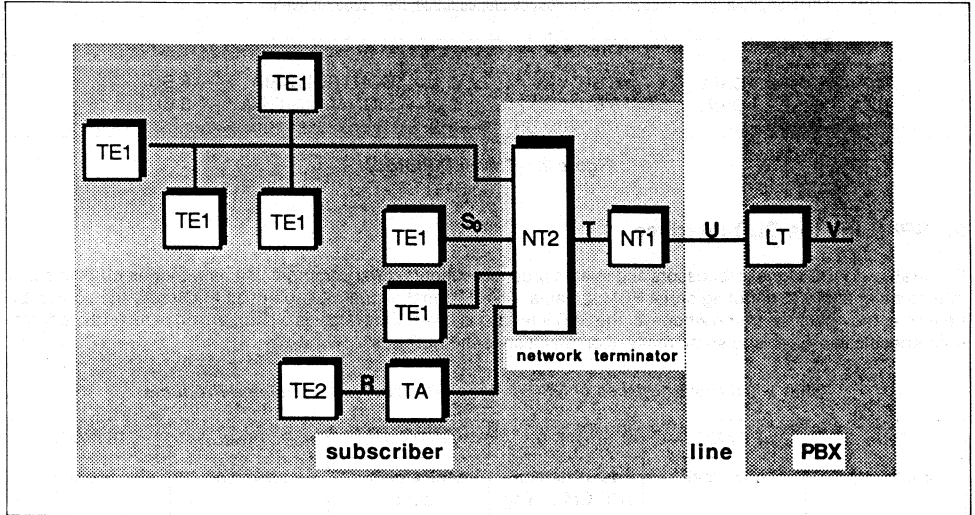 TE1
TE1
TE1
TE1
TE1
S₀
NT2
T
NT1
U
LT
V
TE1
network terminator
TE2
R
TA
subscriber
line
PBX